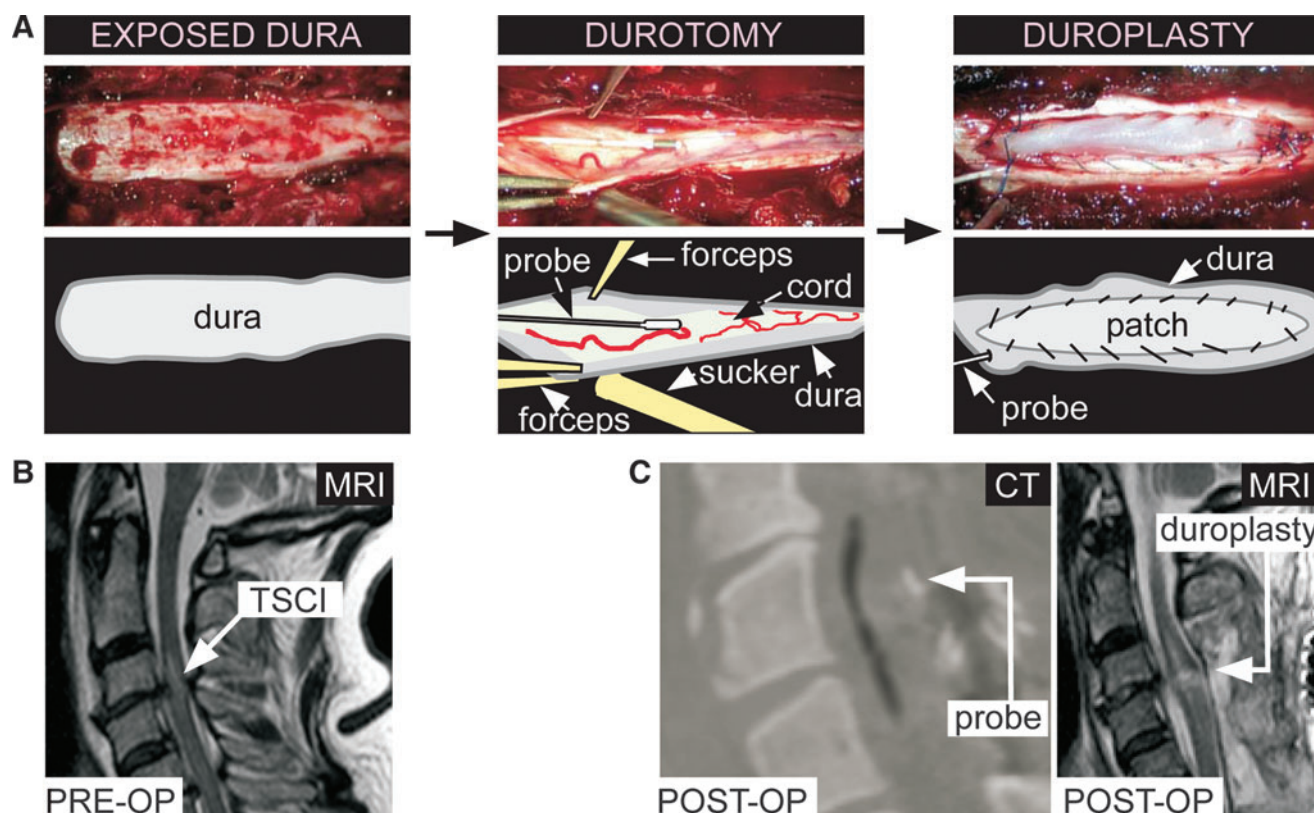 A
EXPOSED DURA
DUROTOMY
DUROPLASTY
dura
probe
forceps
cord
sucker
forceps
dura
dura
patch
probe
B
MRI
TSCI
PRE-OP
C
CT
probe
POST-OP
MRI
duroplasty
POST-OP